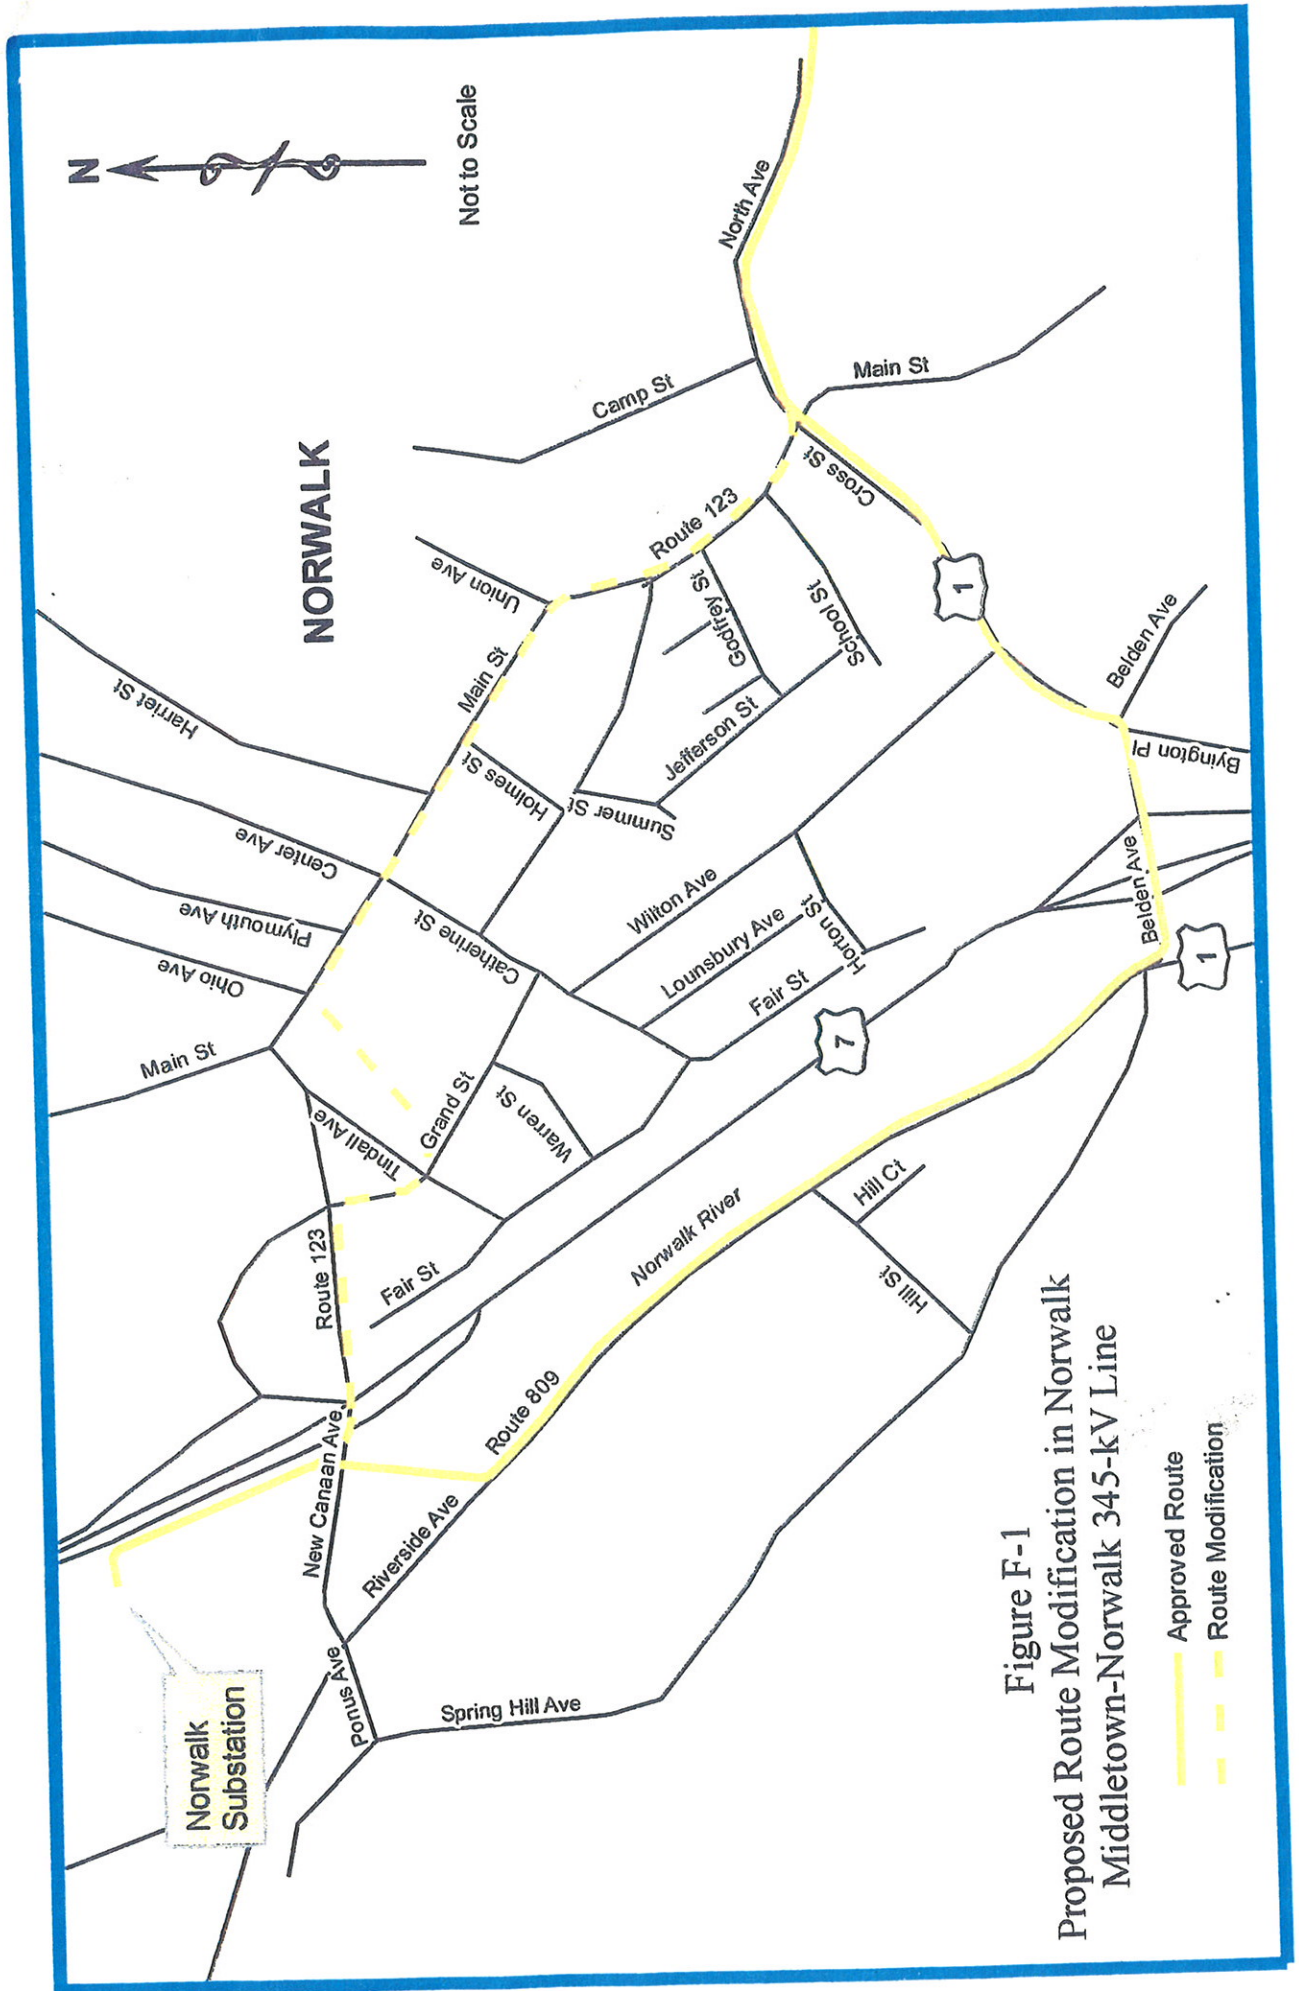 N
Not to Scale
NORWALK
Norwalk
Substation
Main St
Ohio Ave
Plymouth Ave
Center Ave
Harriet St
Union Ave
Camp St
North Ave
Main St
Main St
Route 123
Holmes St
Catherine St
Summer St
Godfrey St
School St
Jefferson St
Cross St
1
Tindall Ave
Grand St
Warren St
Wilton Ave
Lounsbury Ave
Horton St
Fair St
7
Route 123
Fair St
New Canaan Ave
Riverside Ave
Ponus Ave
Spring Hill Ave
Route 809
Norwalk River
Hill Ct
Hill St
Belden Ave
1
Belden Ave
Byington Pl
Figure F-1
Proposed Route Modification in Norwalk
Middletown-Norwalk 345-kV Line
Approved Route
Route Modification